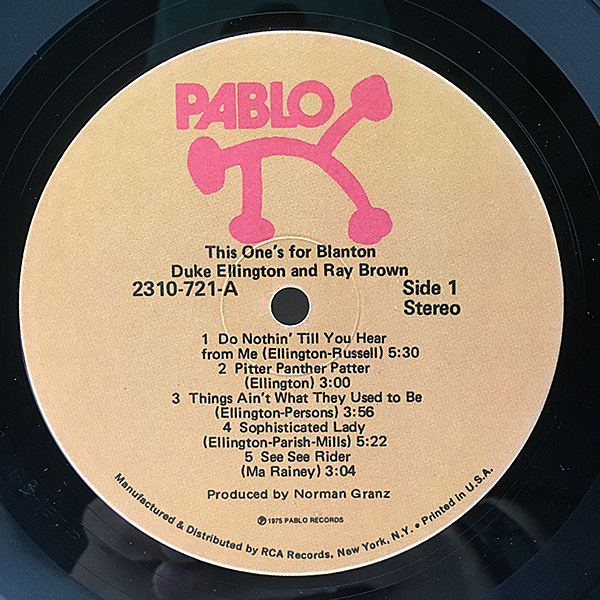 PABLO
This One's for Blanton
Duke Ellington and Ray Brown
2310-721-A Side 1
Stereo
1 Do Nothin' Till You Hear
from Me (Ellington-Russell) 5:30
2 Pitter Panther Patter
(Ellington) 3:00
3 Things Ain't What They Used to Be
(Ellington-Persons) 3:56
4 Sophisticated Lady
(Ellington-Parish-Mills) 5:22
5 See See Rider
(Ma Rainey) 3:04
Produced by Norman Granz
℗ 1975 PABLO RECORDS
Manufactured & Distributed by RCA Records, New York, N.Y. • Printed in U.S.A.